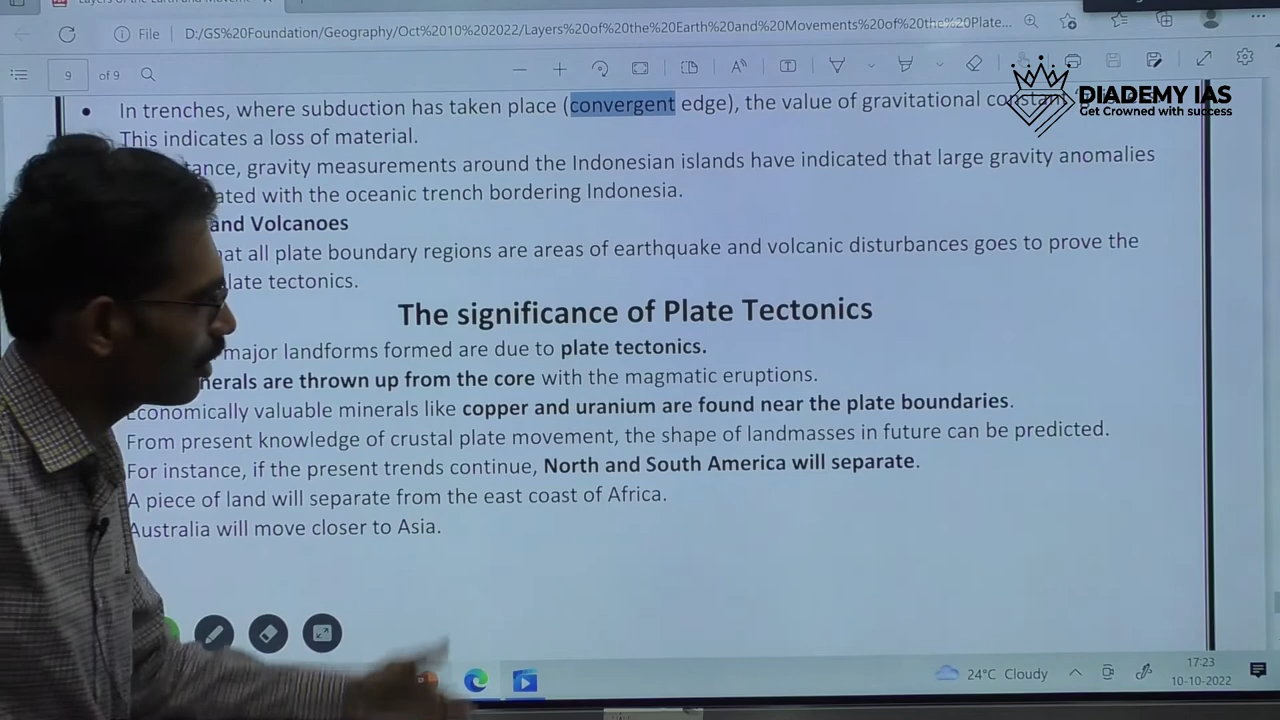 File
D:/GS%20Foundation/Geography/Oct%2010%202022/Layers%20of%20the%20Earth%20and%20Movements%20of%20the%20Plate...
9 of 9
DIADEMY IAS
Get Crowned with success
• In trenches, where subduction has taken place (convergent edge), the value of gravitational
This indicates a loss of material.
gravity measurements around the Indonesian islands have indicated that large gravity anomalies
with the oceanic trench bordering Indonesia.
and Volcanoes
all plate boundary regions are areas of earthquake and volcanic disturbances goes to prove the
tectonics.
The significance of Plate Tectonics
major landforms formed are due to plate tectonics.
are thrown up from the core with the magmatic eruptions.
Economically valuable minerals like copper and uranium are found near the plate boundaries.
From present knowledge of crustal plate movement, the shape of landmasses in future can be predicted.
For instance, if the present trends continue, North and South America will separate.
A piece of land will separate from the east coast of Africa.
Australia will move closer to Asia.
24°C Cloudy
17:23
10-10-2022